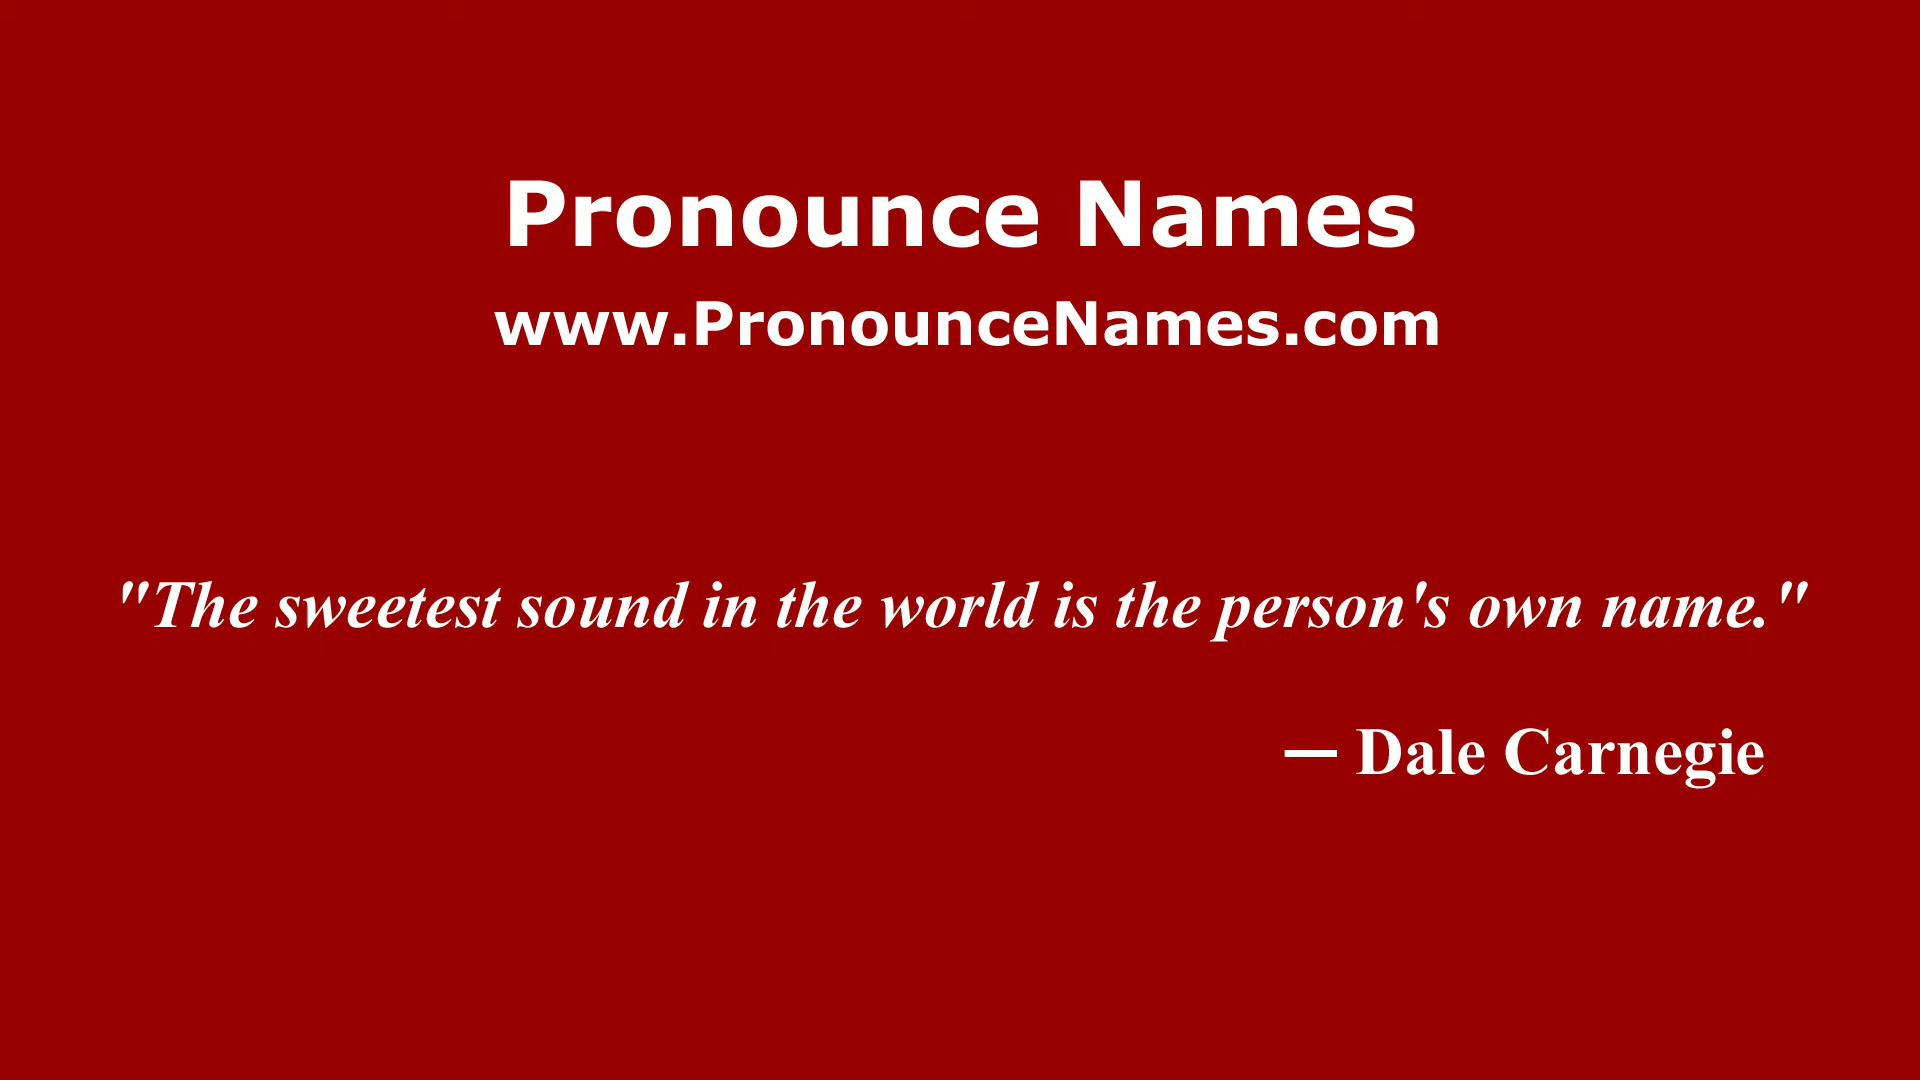 Pronounce Names
www.PronounceNames.com
"The sweetest sound in the world is the person's own name."
— Dale Carnegie